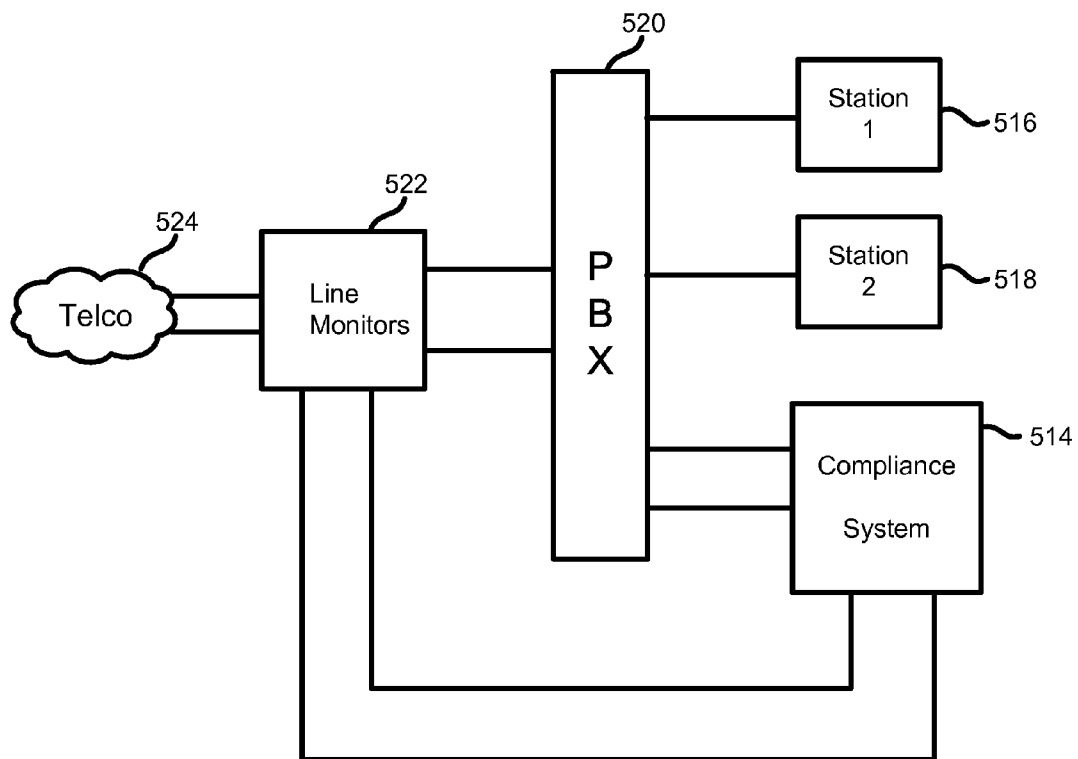 520
Station
1
516
522
524
Station
2
518
Telco
Line
Monitors
P
B
X
514
Compliance
System